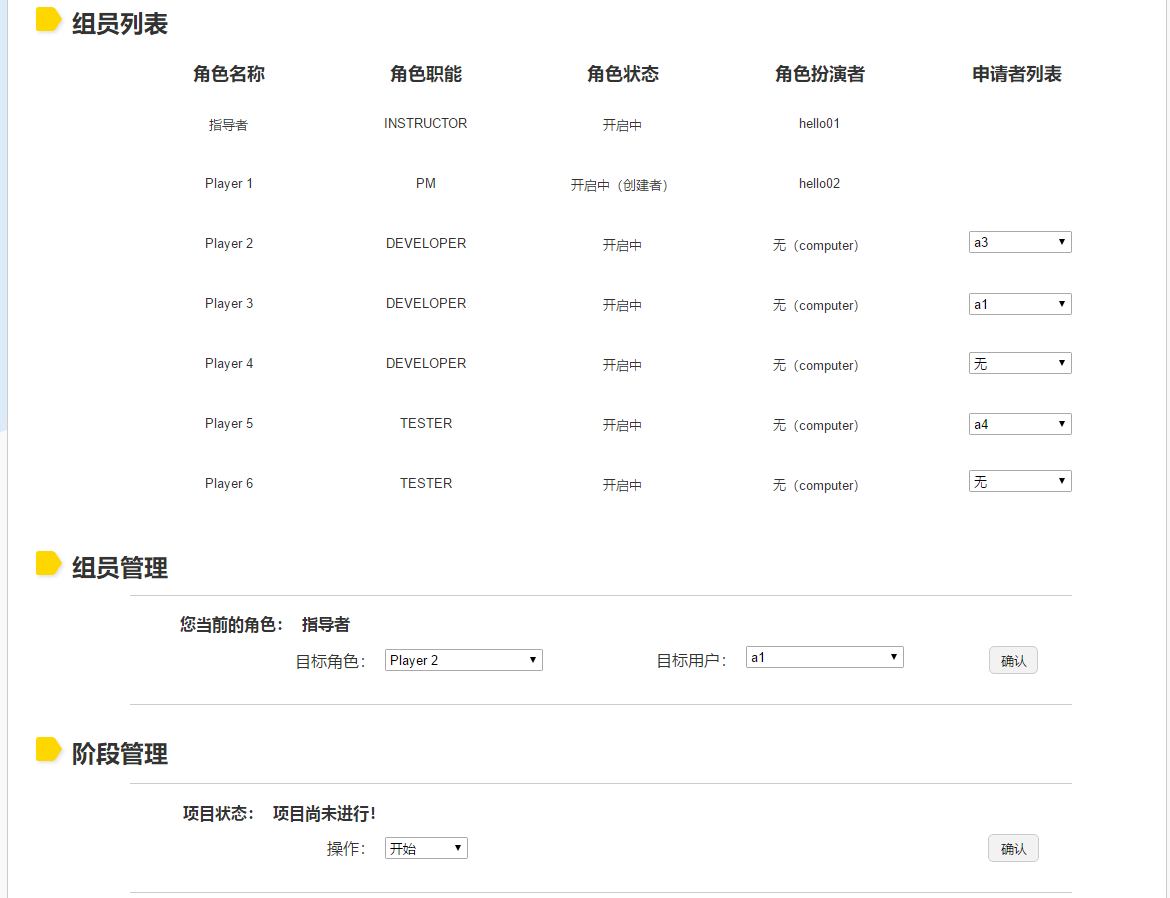 组员列表
角色名称 角色职能 角色状态 角色扮演者 申请者列表
指导者 INSTRUCTOR 开启中 hello01
Player 1 PM 开启中（创建者） hello02
Player 2 DEVELOPER 开启中 无（computer） a3
Player 3 DEVELOPER 开启中 无（computer） a1
Player 4 DEVELOPER 开启中 无（computer） 无
Player 5 TESTER 开启中 无（computer） a4
Player 6 TESTER 开启中 无（computer） 无
组员管理
您当前的角色： 指导者
目标角色： Player 2 目标用户： a1 确认
阶段管理
项目状态： 项目尚未进行!
操作： 开始 确认